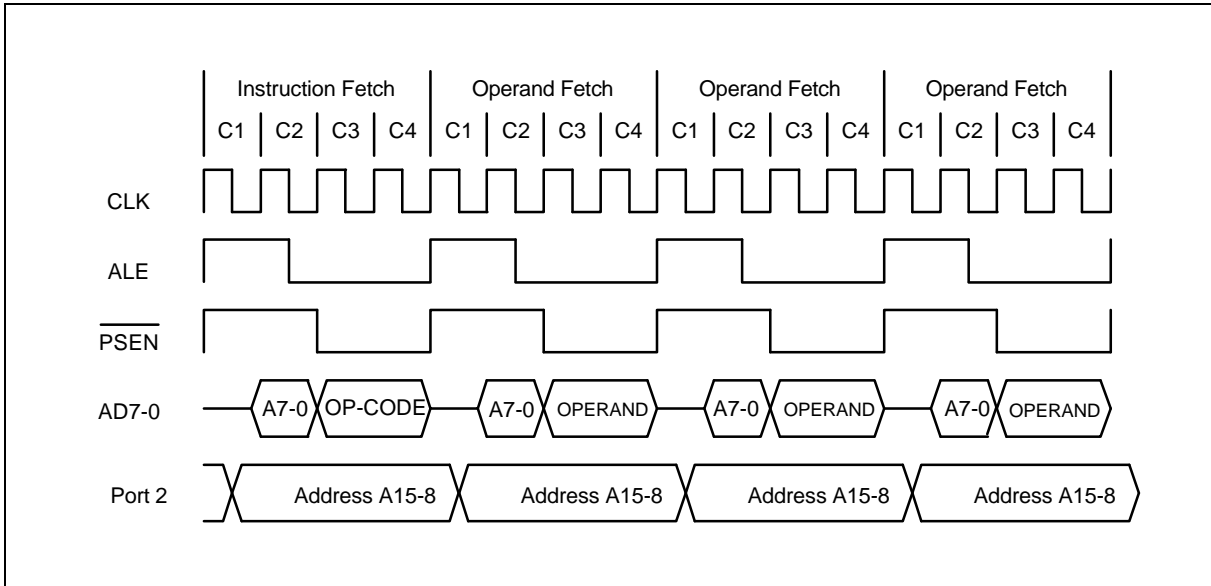 Instruction Fetch Operand Fetch Operand Fetch Operand Fetch
C1 C2 C3 C4 C1 C2 C3 C4 C1 C2 C3 C4 C1 C2 C3 C4
CLK
ALE
PSEN
AD7-0 A7-0 OP-CODE A7-0 OPERAND A7-0 OPERAND A7-0 OPERAND
Port 2 Address A15-8 Address A15-8 Address A15-8 Address A15-8